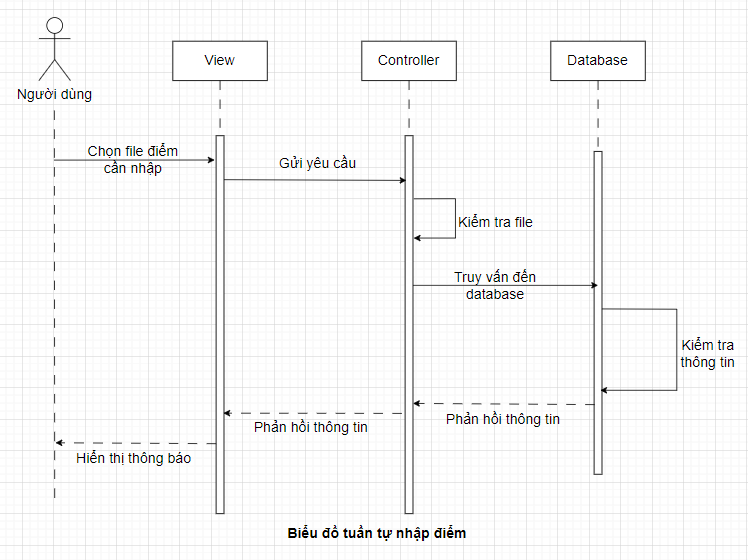 View
Controller
Database
Người dùng
Chọn file điểm
cần nhập
Gửi yêu cầu
Kiểm tra file
Truy vấn đến
database
Kiểm tra
thông tin
Phản hồi thông tin
Phản hồi thông tin
Hiển thị thông báo
Biểu đồ tuần tự nhập điểm